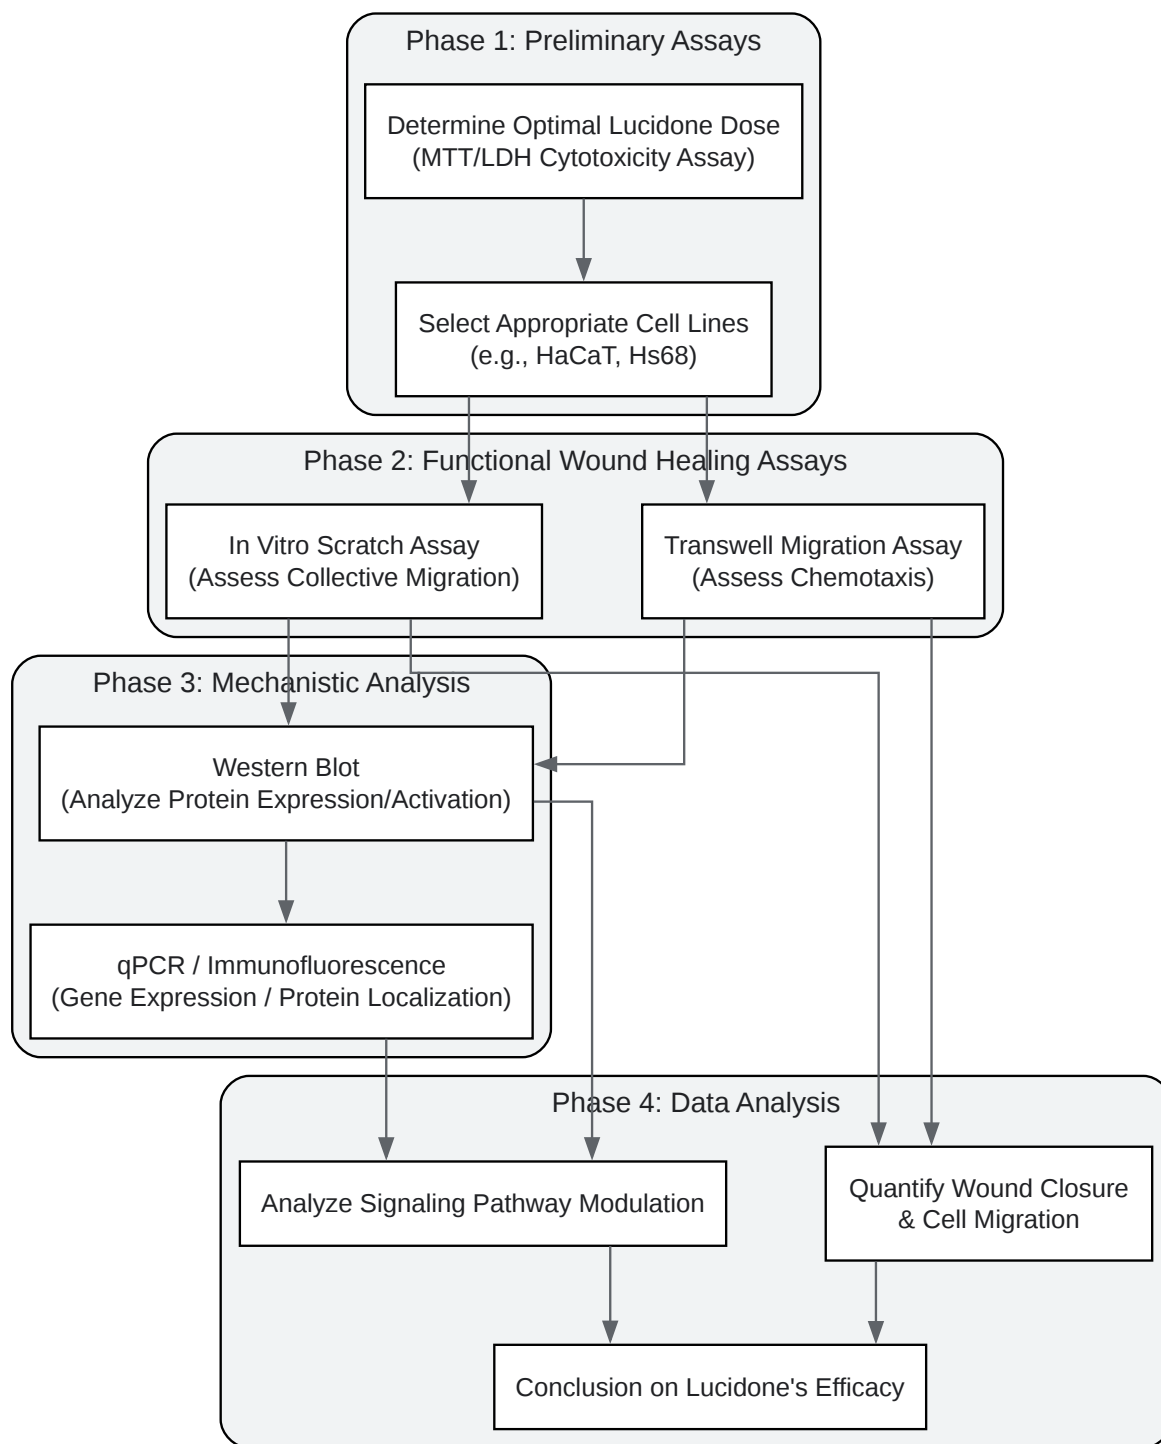 Phase 1: Preliminary Assays
Determine Optimal Lucidone Dose
(MTT/LDH Cytotoxicity Assay)
Select Appropriate Cell Lines
(e.g., HaCaT, Hs68)
Phase 2: Functional Wound Healing Assays
In Vitro Scratch Assay
(Assess Collective Migration)
Transwell Migration Assay
(Assess Chemotaxis)
Phase 3: Mechanistic Analysis
Western Blot
(Analyze Protein Expression/Activation)
qPCR / Immunofluorescence
(Gene Expression / Protein Localization)
Phase 4: Data Analysis
Analyze Signaling Pathway Modulation
Quantify Wound Closure
& Cell Migration
Conclusion on Lucidone's Efficacy